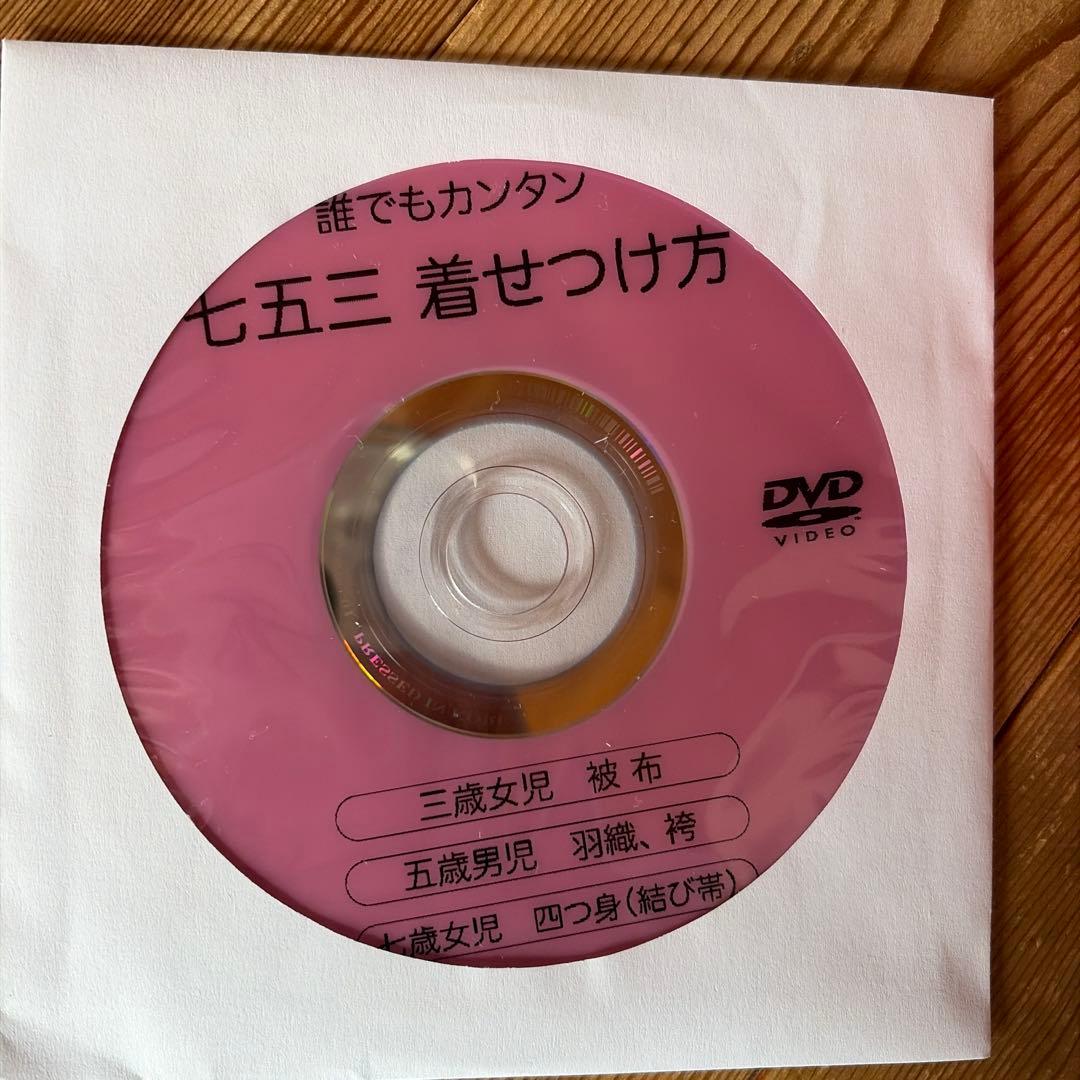 誰でもカンタン
七五三 着せつけ方
DVD
VIDEO
三歳女児 被布
五歳男児 羽織、袴
七歳女児 四つ身(結び帯)